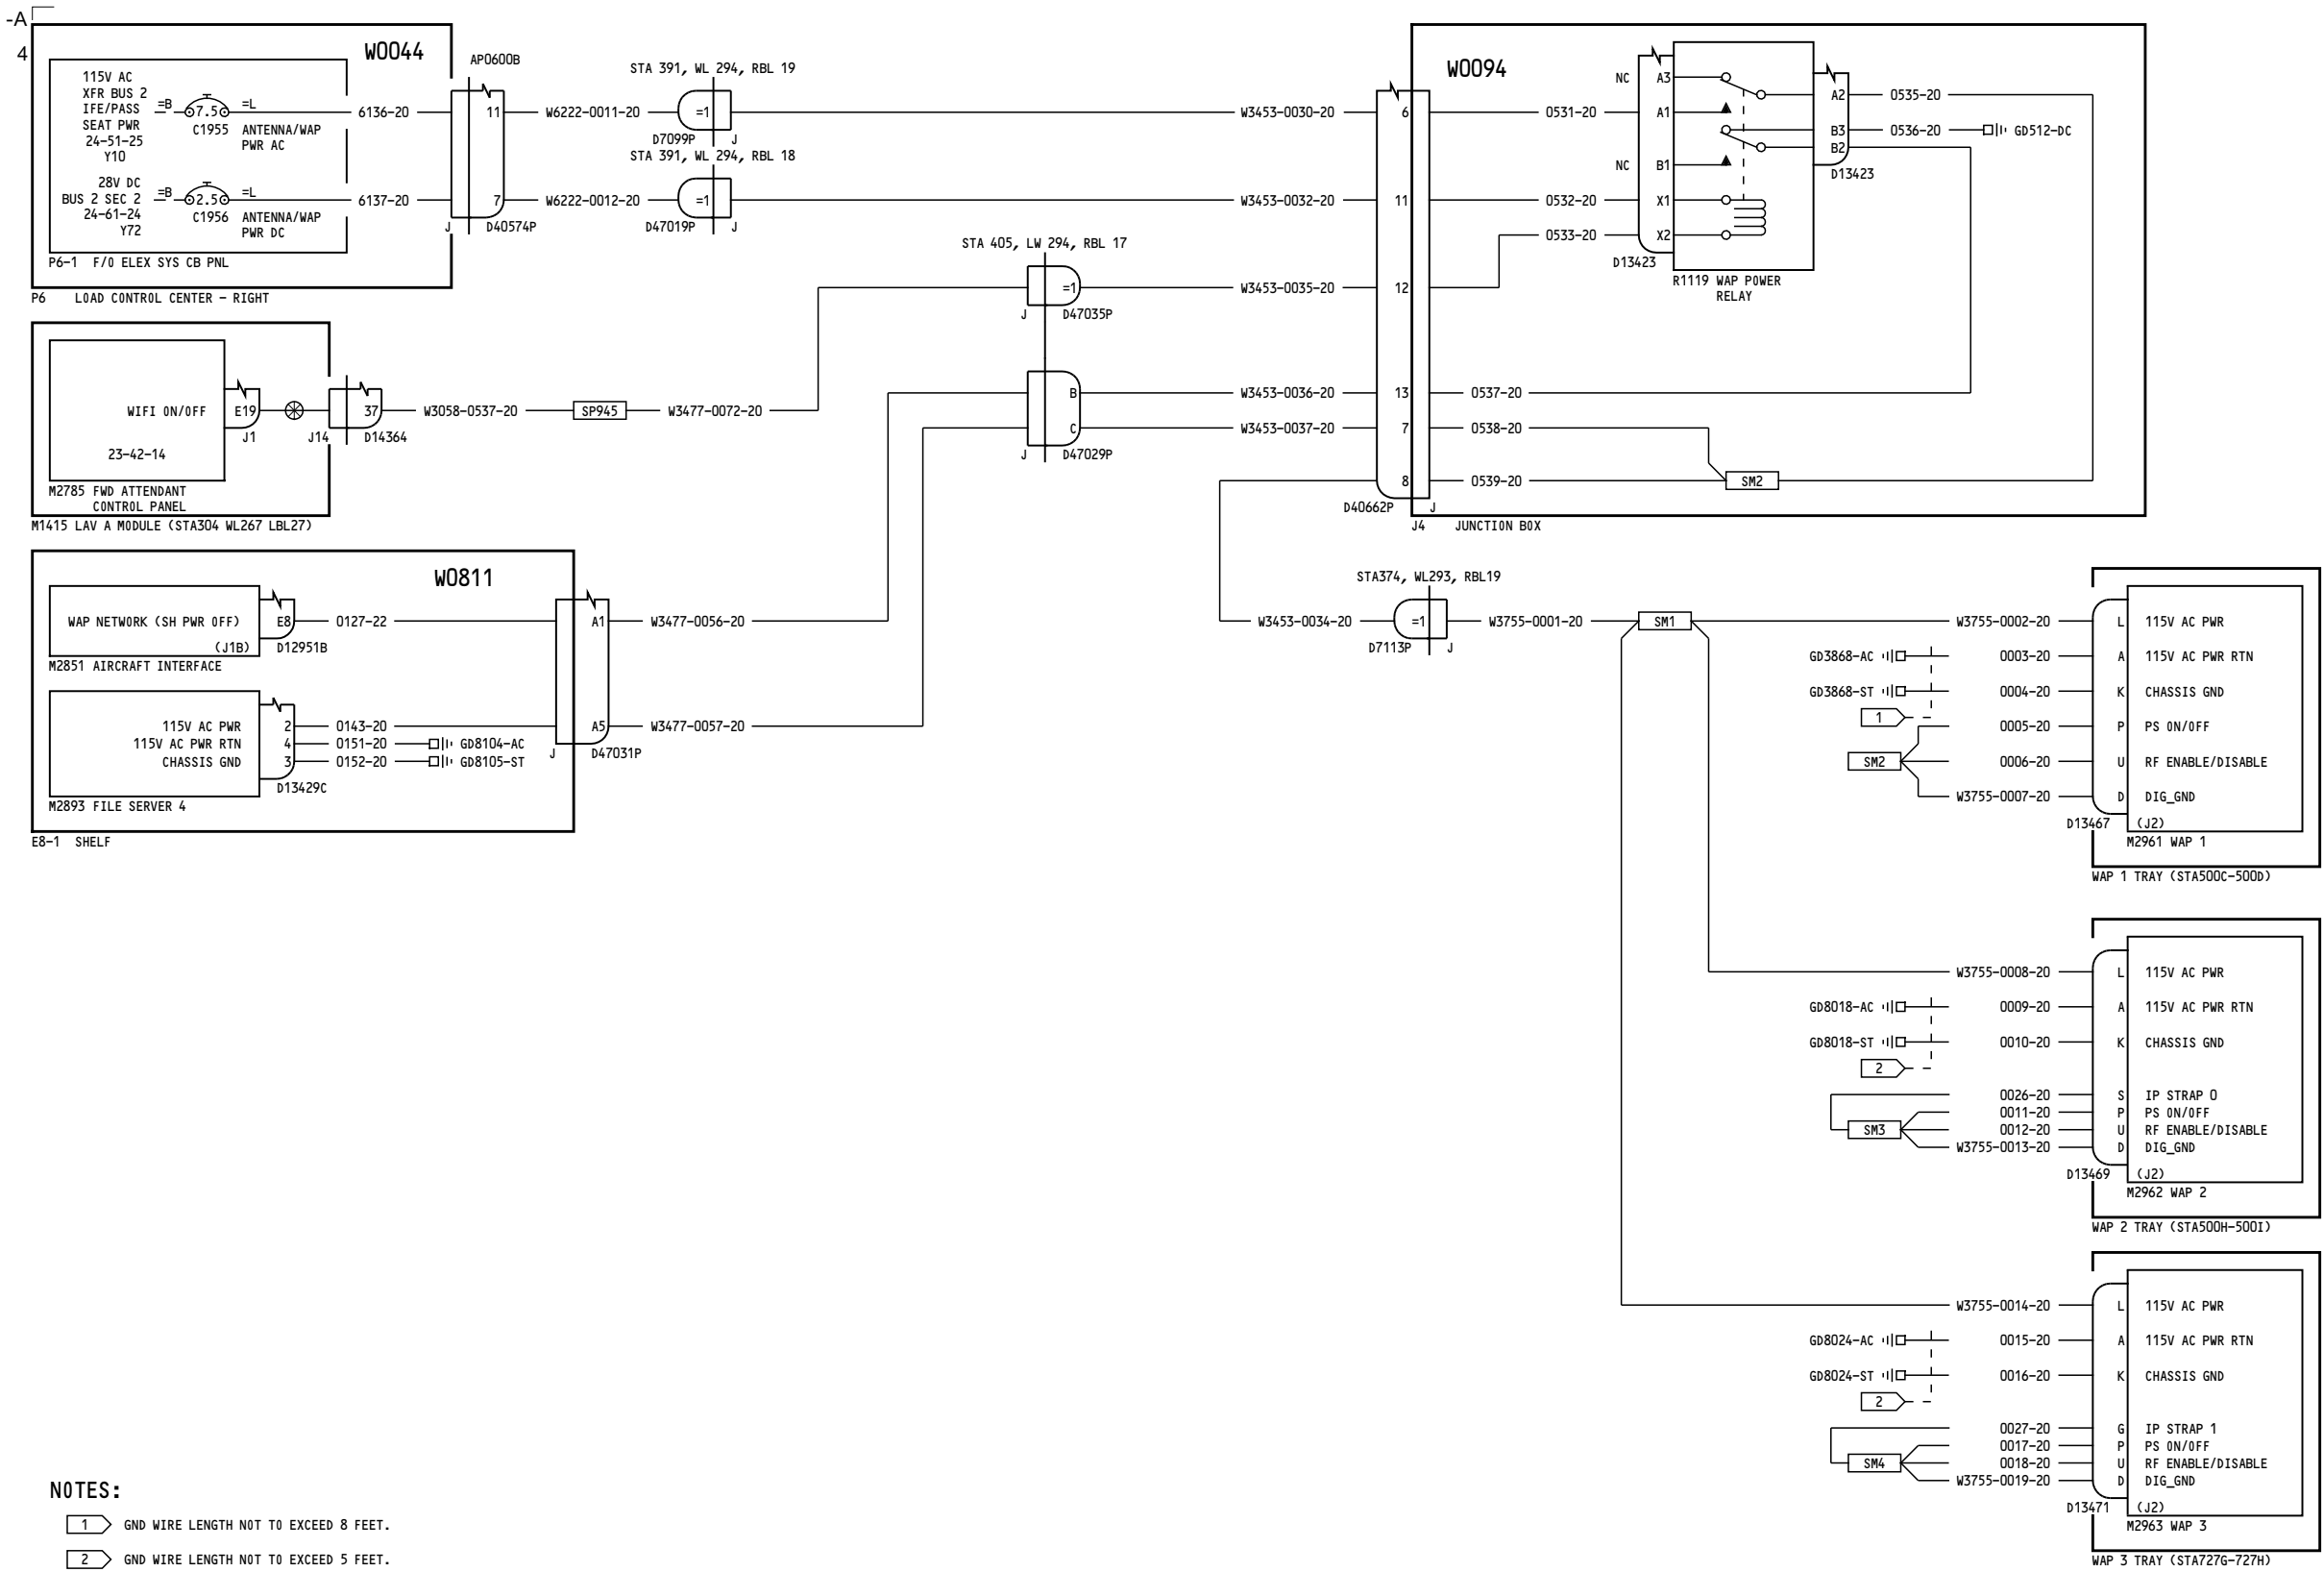 -A
4
W0044
115V AC
XFR BUS 2
IFE/PASS
SEAT PWR
24-51-25
Y10
=B
7.5
=L
C1955
ANTENNA/WAP
PWR AC
6136-20
28V DC
BUS 2 SEC 2
24-61-24
Y72
=B
2.5
=L
C1956
ANTENNA/WAP
PWR DC
6137-20
P6-1 F/O ELEX SYS CB PNL
P6 LOAD CONTROL CENTER - RIGHT
AP0600B
11
7
J
D40574P
W6222-0011-20
W6222-0012-20
STA 391, WL 294, RBL 19
=1
D7099P
J
STA 391, WL 294, RBL 18
=1
D47019P
J
W3453-0030-20
W3453-0032-20
STA 405, LW 294, RBL 17
=1
J
D47035P
W3453-0035-20
B
C
J
D47029P
W3453-0036-20
W3453-0037-20
6
11
12
13
7
8
D40662P
J
W0094
J4 JUNCTION BOX
0531-20
0532-20
0533-20
0537-20
0538-20
0539-20
SM2
NC
A3
A1
NC
B1
X1
X2
D13423
R1119 WAP POWER
RELAY
A2
B3
B2
D13423
0535-20
0536-20
GD512-DC
WIFI ON/OFF
23-42-14
E19
J1
J14
37
D14364
W3058-0537-20
SP945
W3477-0072-20
M2785 FWD ATTENDANT
CONTROL PANEL
M1415 LAV A MODULE (STA304 WL267 LBL27)
W0811
WAP NETWORK (SH PWR OFF)
(J1B)
E8
D12951B
0127-22
M2851 AIRCRAFT INTERFACE
115V AC PWR
115V AC PWR RTN
CHASSIS GND
2
4
3
D13429C
0143-20
0151-20
GD8104-AC
0152-20
GD8105-ST
M2893 FILE SERVER 4
E8-1 SHELF
A1
A5
J
D47031P
W3477-0056-20
W3477-0057-20
STA374, WL293, RBL19
W3453-0034-20
=1
D7113P
J
W3755-0001-20
SM1
W3755-0002-20
L
115V AC PWR
GD3868-AC
0003-20
A
115V AC PWR RTN
GD3868-ST
0004-20
K
CHASSIS GND
1
0005-20
P
PS ON/OFF
SM2
0006-20
U
RF ENABLE/DISABLE
W3755-0007-20
D
DIG_GND
D13467
(J2)
M2961 WAP 1
WAP 1 TRAY (STA500C-500D)
W3755-0008-20
L
115V AC PWR
GD8018-AC
0009-20
A
115V AC PWR RTN
GD8018-ST
0010-20
K
CHASSIS GND
2
0026-20
S
IP STRAP 0
0011-20
P
PS ON/OFF
SM3
0012-20
U
RF ENABLE/DISABLE
W3755-0013-20
D
DIG_GND
D13469
(J2)
M2962 WAP 2
WAP 2 TRAY (STA500H-500I)
W3755-0014-20
L
115V AC PWR
GD8024-AC
0015-20
A
115V AC PWR RTN
GD8024-ST
0016-20
K
CHASSIS GND
2
0027-20
G
IP STRAP 1
0017-20
P
PS ON/OFF
SM4
0018-20
U
RF ENABLE/DISABLE
W3755-0019-20
D
DIG_GND
D13471
(J2)
M2963 WAP 3
WAP 3 TRAY (STA727G-727H)
NOTES:
1 GND WIRE LENGTH NOT TO EXCEED 8 FEET.
2 GND WIRE LENGTH NOT TO EXCEED 5 FEET.